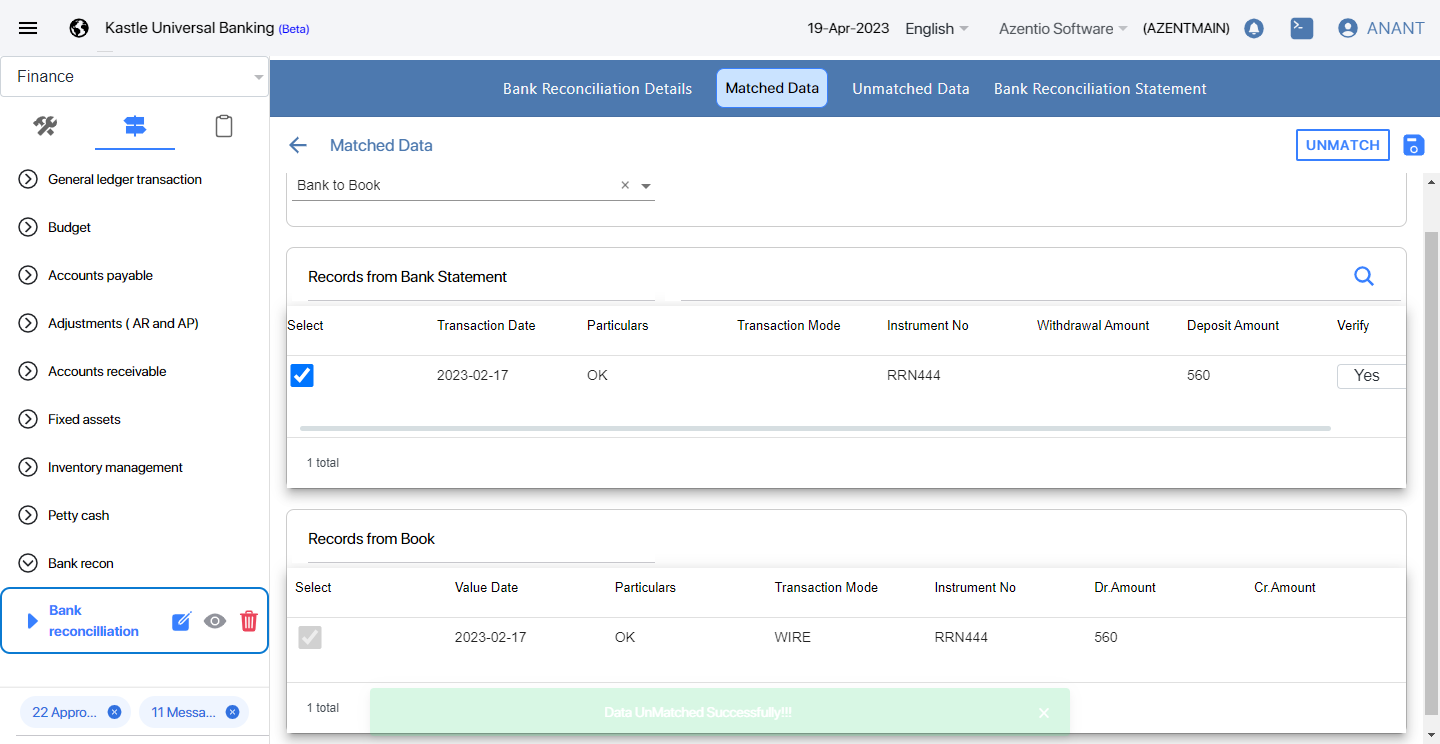 Kastle Universal Banking (Beta)
19-Apr-2023 English Azentio Software (AZENTMAIN) ANANT
Finance
Bank Reconciliation Details Matched Data Unmatched Data Bank Reconciliation Statement
Matched Data UNMATCH
General ledger transaction
Budget
Accounts payable
Adjustments ( AR and AP)
Accounts receivable
Fixed assets
Inventory management
Petty cash
Bank recon
Bank
reconcilliation
22 Appro... 11 Messa...
Bank to Book
Records from Bank Statement
Select Transaction Date Particulars Transaction Mode Instrument No Withdrawal Amount Deposit Amount Verify
2023-02-17 OK RRN444 560 Yes
1 total
Records from Book
Select Value Date Particulars Transaction Mode Instrument No Dr.Amount Cr.Amount
2023-02-17 OK WIRE RRN444 560
1 total
Data UnMatched Successfully!!!